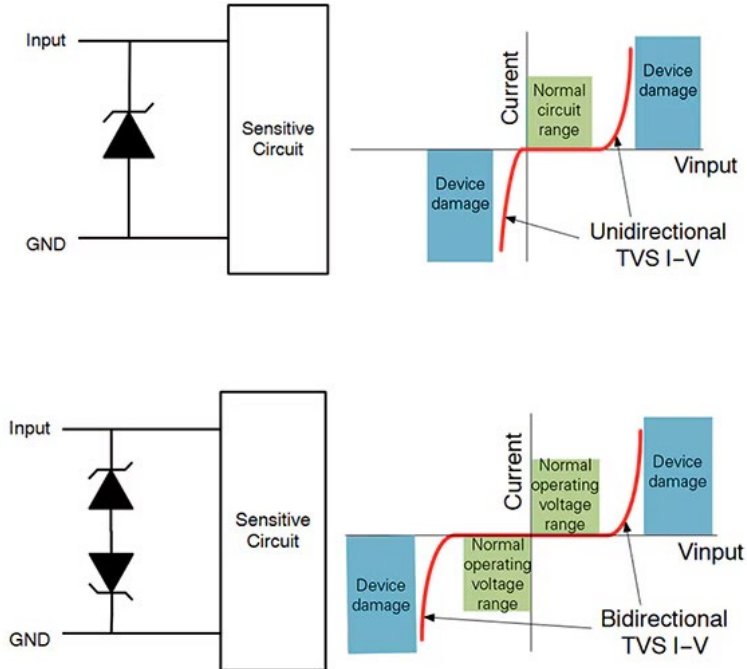 Input
GND
Sensitive
Circuit
Current
Normal
circuit
range
Device
damage
Device
damage
Vinput
Unidirectional
TVS I–V
Input
GND
Sensitive
Circuit
Current
Normal
operating
voltage
range
Device
damage
Normal
operating
voltage
range
Device
damage
Vinput
Bidirectional
TVS I–V